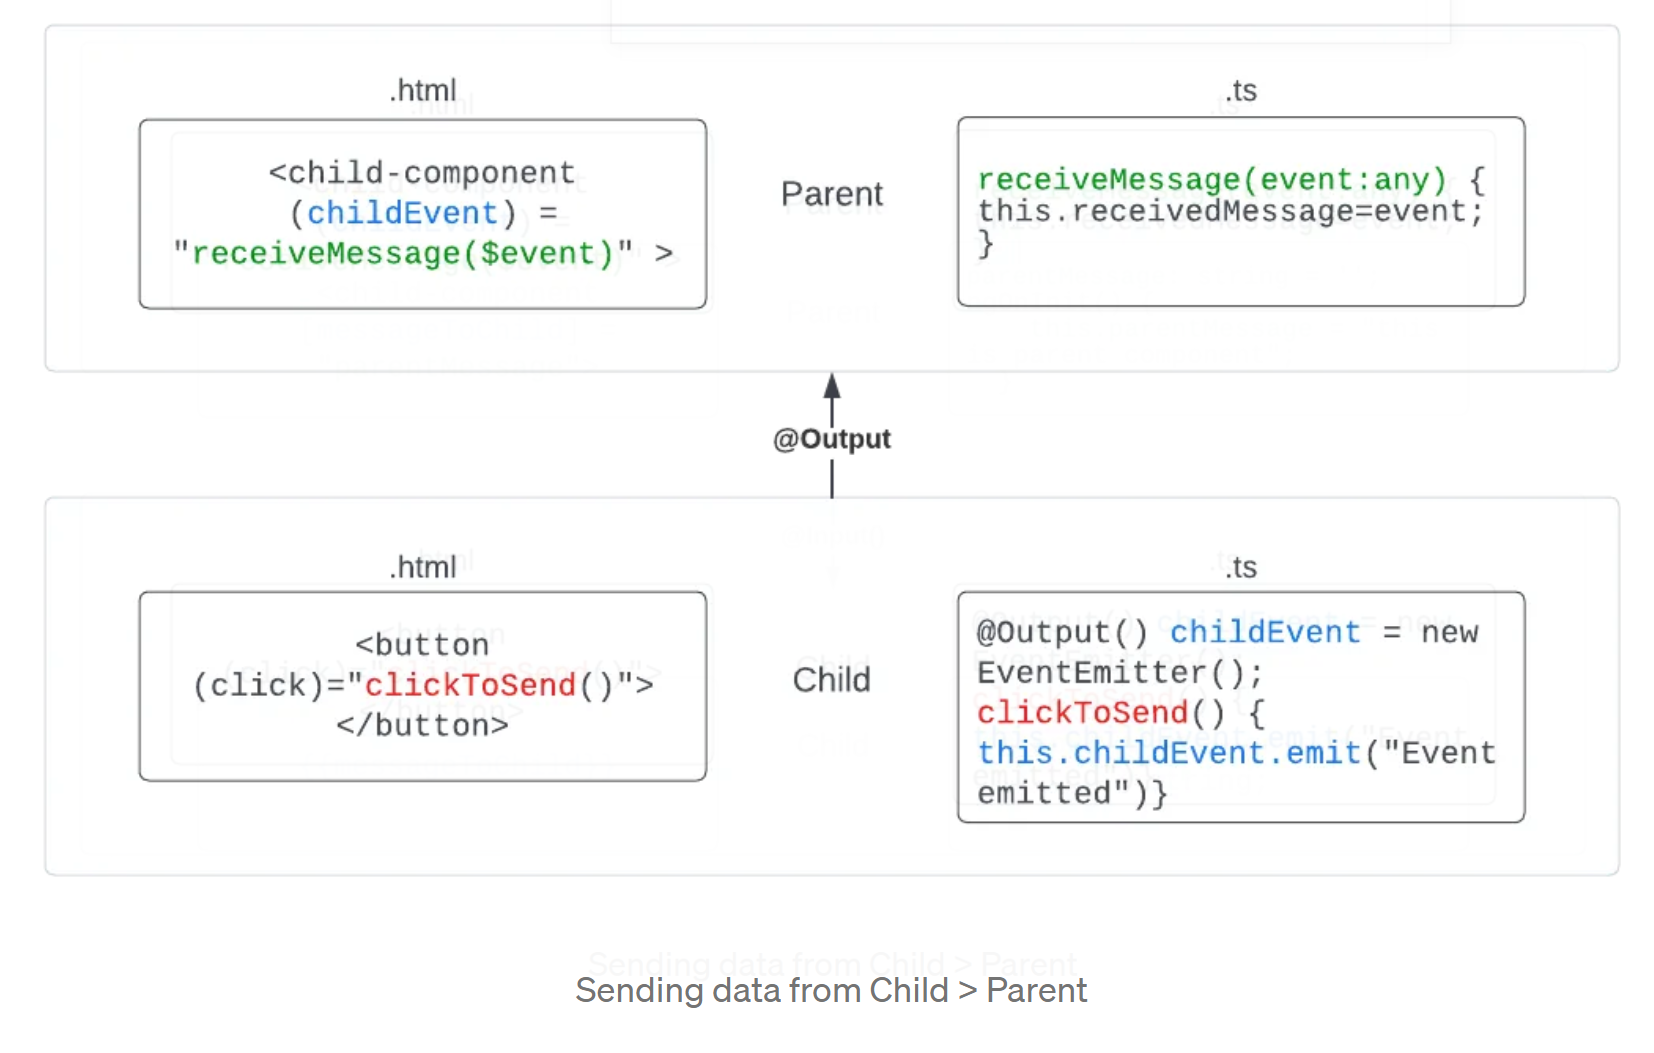 .html
.ts
<child-component
(childEvent) =
"receiveMessage($event)" >
Parent
receiveMessage(event:any) {
this.receivedMessage=event;
}
@Output
.html
.ts
<button
(click)="clickToSend()">
</button>
Child
@Output() childEvent = new
EventEmitter();
clickToSend() {
this.childEvent.emit("Event
emitted")}
Sending data from Child > Parent